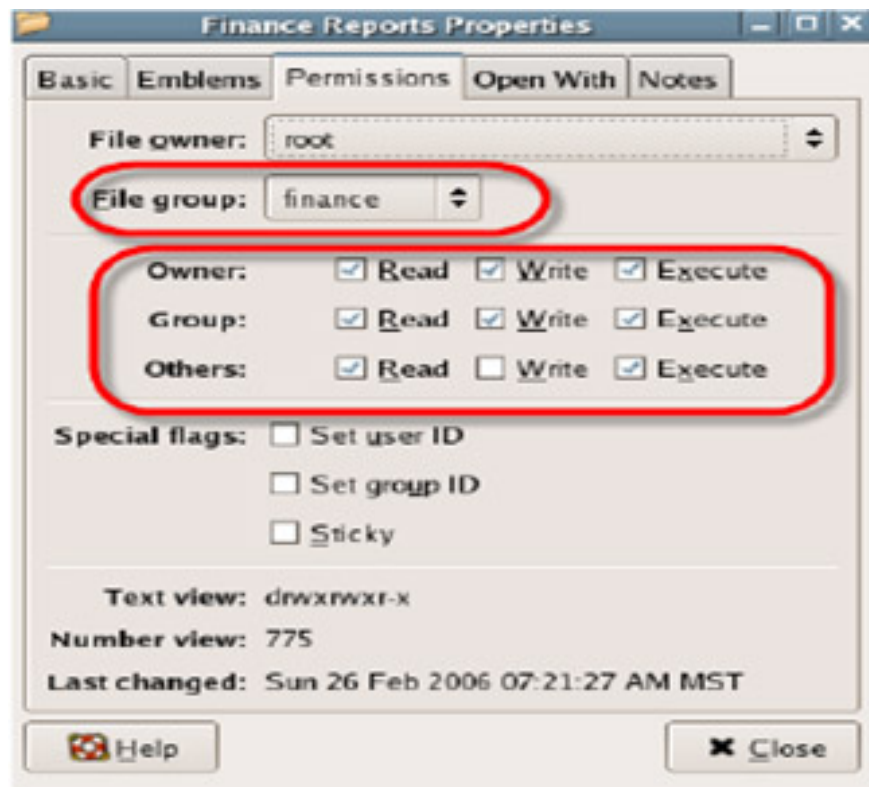 Finance Reports Properties
Basic Emblems Permissions Open With Notes
File owner: root
File group: finance
Owner: Read Write Execute
Group: Read Write Execute
Others: Read Write Execute
Special flags: Set user ID
Set group ID
Sticky
Text view: drwxrwxr-x
Number view: 775
Last changed: Sun 26 Feb 2006 07:21:27 AM MST
Help Close